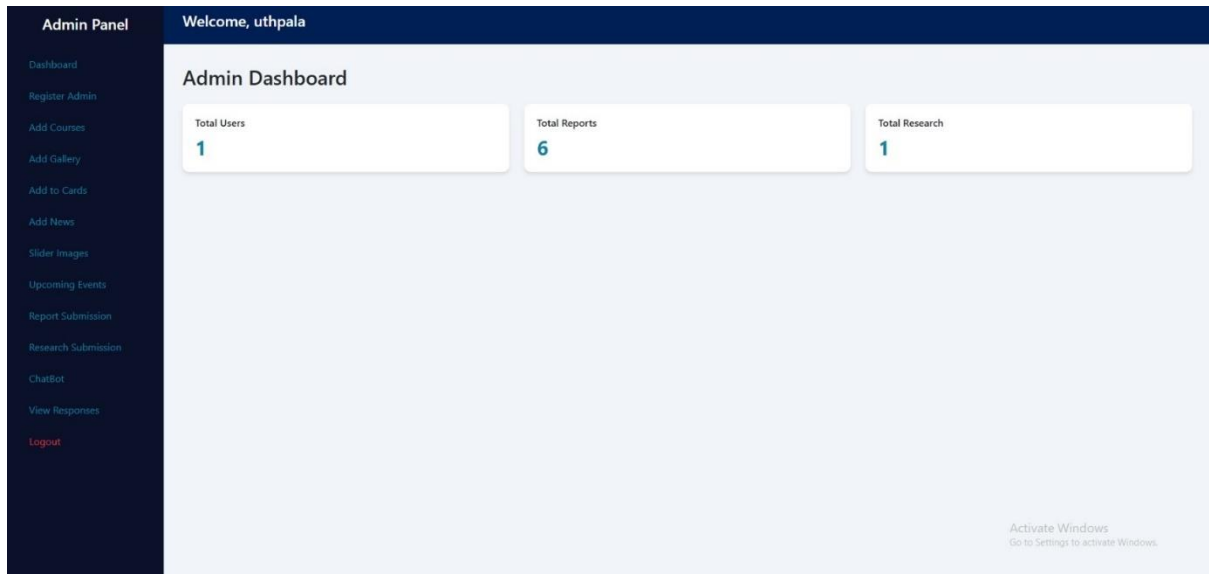 Admin Panel
Welcome, uthpala
Dashboard
Register Admin
Add Courses
Add Gallery
Add to Cards
Add News
Slider Images
Upcoming Events
Report Submission
Research Submission
ChatBot
View Responses
Logout
Admin Dashboard
Total Users
1
Total Reports
6
Total Research
1
Activate Windows
Go to Settings to activate Windows.